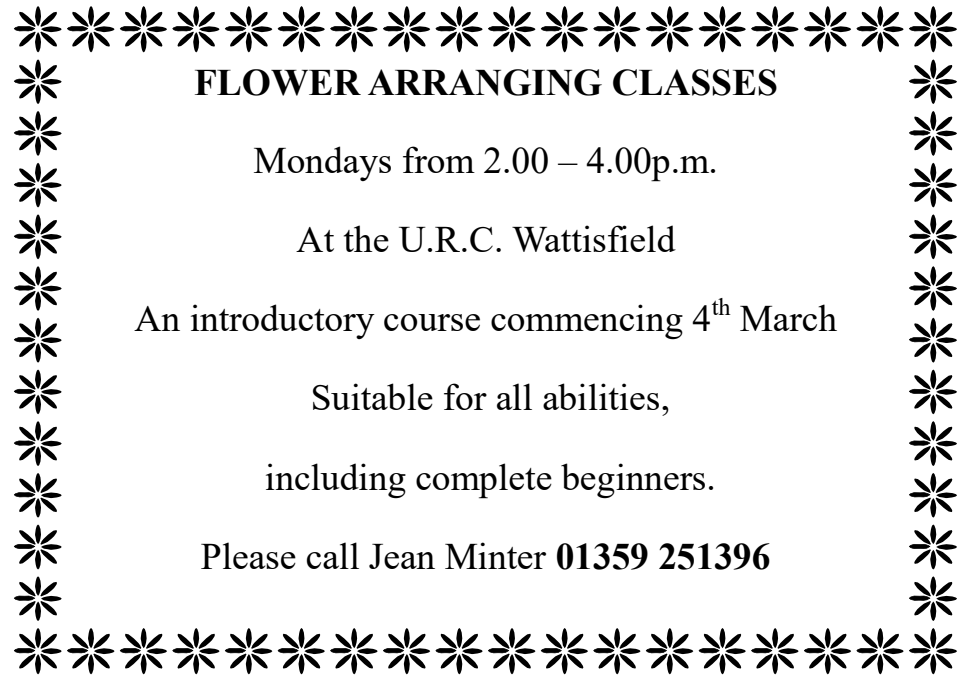 FLOWER ARRANGING CLASSES
Mondays from 2.00 – 4.00p.m.
At the U.R.C. Wattisfield
An introductory course commencing 4th March
Suitable for all abilities,
including complete beginners.
Please call Jean Minter 01359 251396